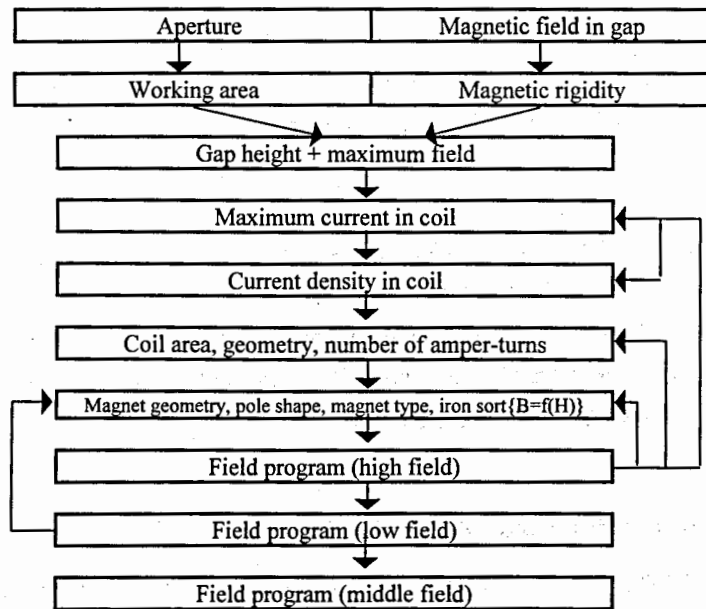 Aperture
Magnetic field in gap
Working area
Magnetic rigidity
Gap height + maximum field
Maximum current in coil
Current density in coil
Coil area, geometry, number of amper-turns
Magnet geometry, pole shape, magnet type, iron sort{B=f(H)}
Field program (high field)
Field program (low field)
Field program (middle field)